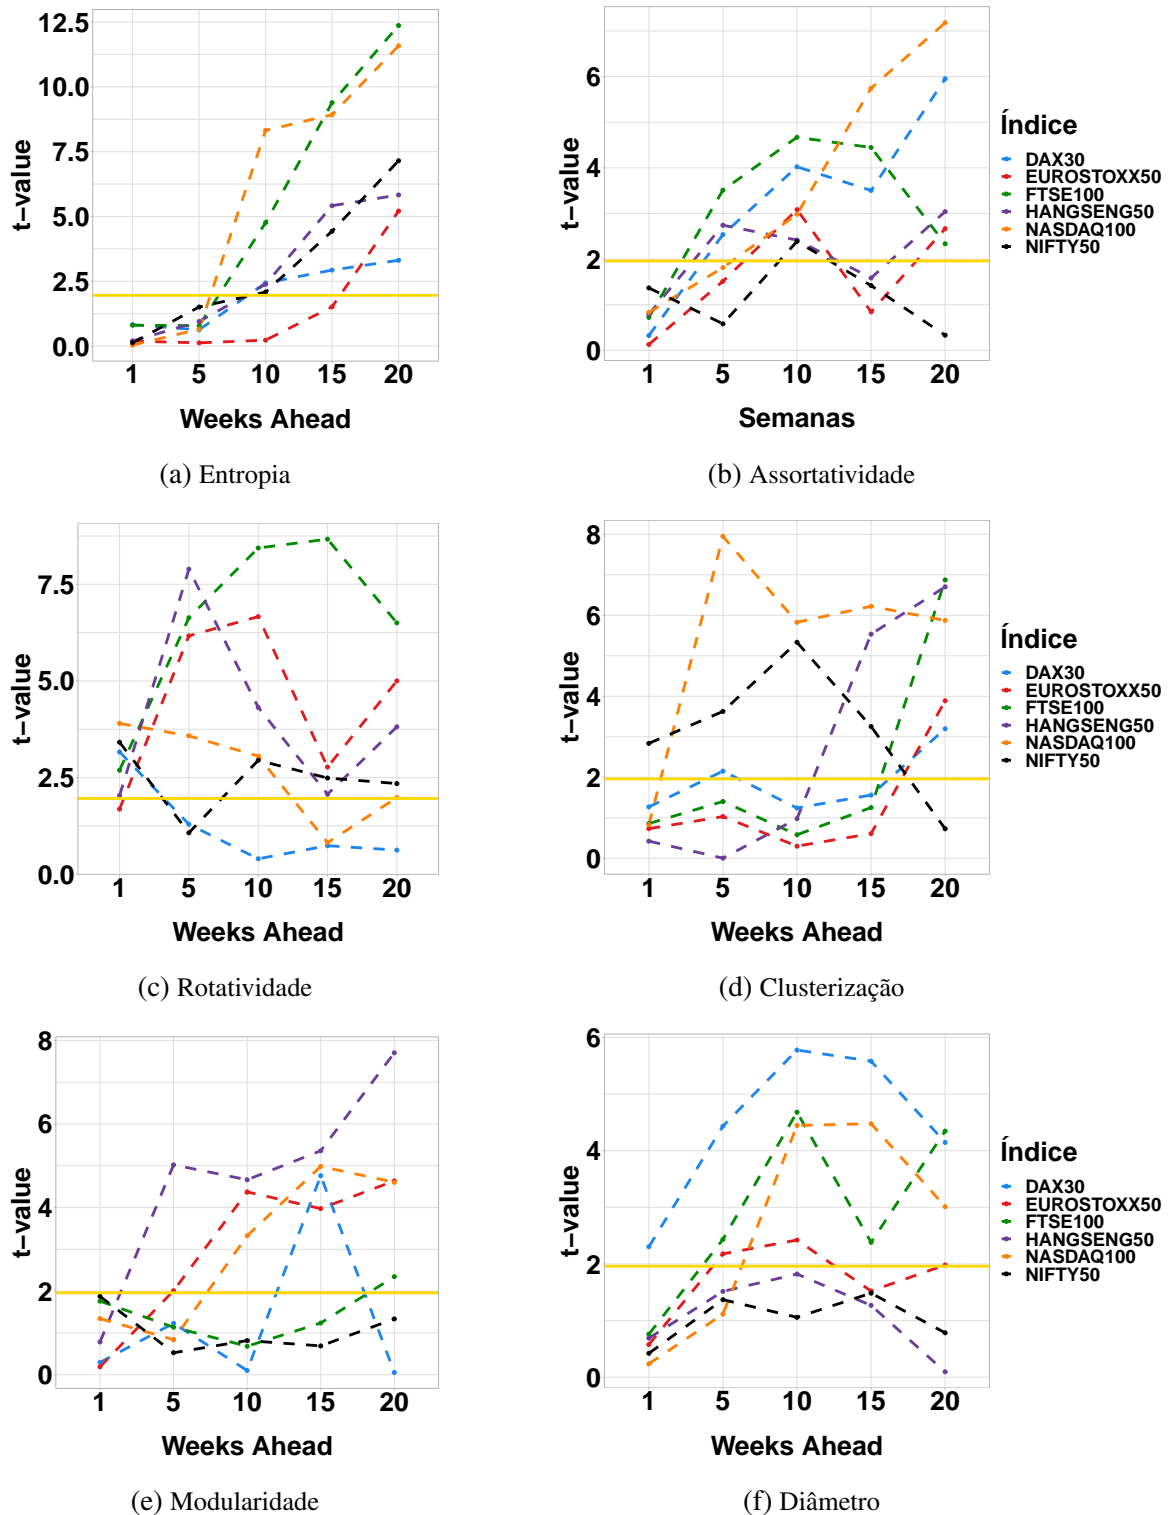 12.5
10.0
7.5
5.0
2.5
0.0
t-value
1 5 10 15 20
Weeks Ahead
(a) Entropia
6
4
2
0
t-value
1 5 10 15 20
Semanas
(b) Assortatividade
Índice
DAX30
EUROSTOXX50
FTSE100
HANGSENG50
NASDAQ100
NIFTY50
7.5
5.0
2.5
0.0
t-value
1 5 10 15 20
Weeks Ahead
(c) Rotatividade
8
6
4
2
0
t-value
1 5 10 15 20
Weeks Ahead
(d) Clusterização
Índice
DAX30
EUROSTOXX50
FTSE100
HANGSENG50
NASDAQ100
NIFTY50
8
6
4
2
0
t-value
1 5 10 15 20
Weeks Ahead
(e) Modularidade
6
4
2
0
t-value
1 5 10 15 20
Weeks Ahead
(f) Diâmetro
Índice
DAX30
EUROSTOXX50
FTSE100
HANGSENG50
NASDAQ100
NIFTY50